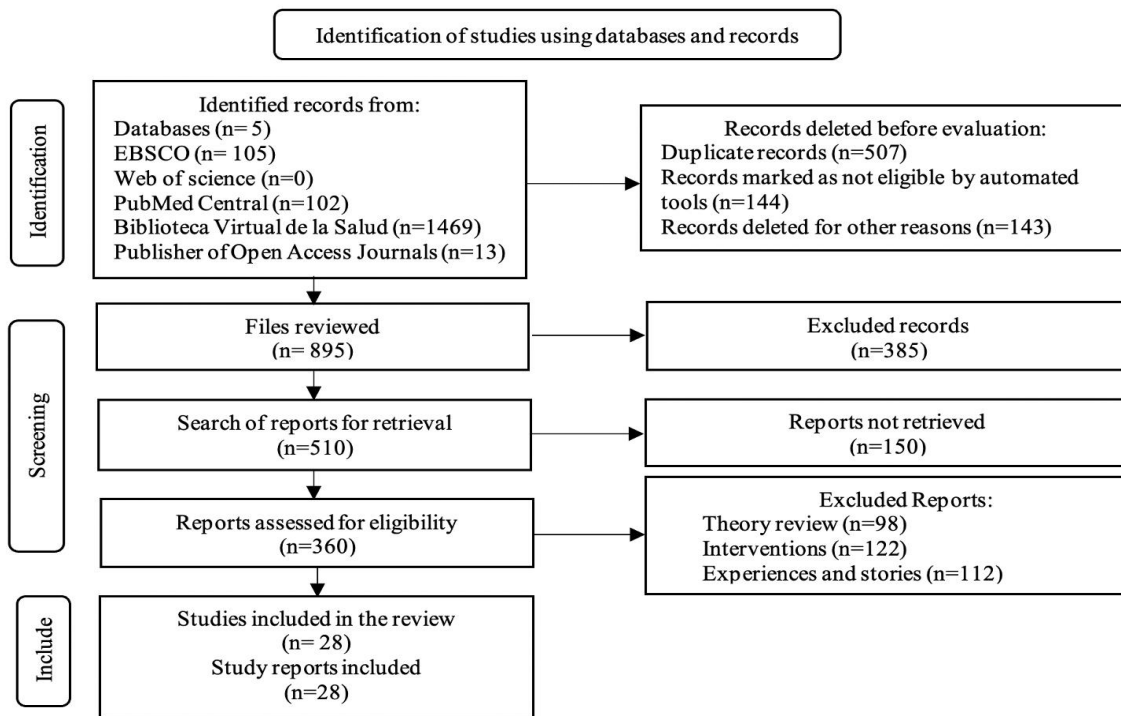 Identification of studies using databases and records
Identification
Identified records from:
Databases (n= 5)
EBSCO (n= 105)
Web of science (n=0)
PubMed Central (n=102)
Biblioteca Virtual de la Salud (n=1469)
Publisher of Open Access Journals (n=13)
Records deleted before evaluation:
Duplicate records (n=507)
Records marked as not eligible by automated
tools (n=144)
Records deleted for other reasons (n=143)
Screening
Files reviewed
(n= 895)
Excluded records
(n=385)
Search of reports for retrieval
(n=510)
Reports not retrieved
(n=150)
Reports assessed for eligibility
(n=360)
Excluded Reports:
Theory review (n=98)
Interventions (n=122)
Experiences and stories (n=112)
Include
Studies included in the review
(n= 28)
Study reports included
(n=28)